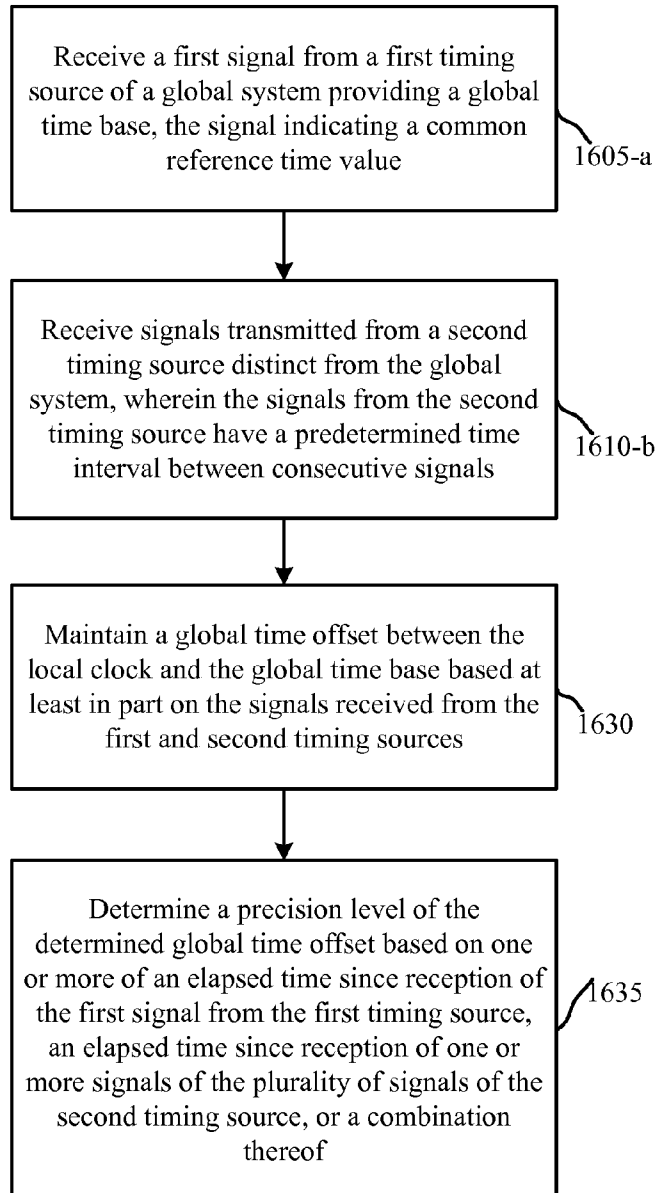 Receive a first signal from a first timing
source of a global system providing a global
time base, the signal indicating a common
reference time value
1605-a
Receive signals transmitted from a second
timing source distinct from the global
system, wherein the signals from the second
timing source have a predetermined time
interval between consecutive signals
1610-b
Maintain a global time offset between the
local clock and the global time base based at
least in part on the signals received from the
first and second timing sources
1630
Determine a precision level of the
determined global time offset based on one
or more of an elapsed time since reception of
the first signal from the first timing source,
an elapsed time since reception of one or
more signals of the plurality of signals of the
second timing source, or a combination
thereof
1635